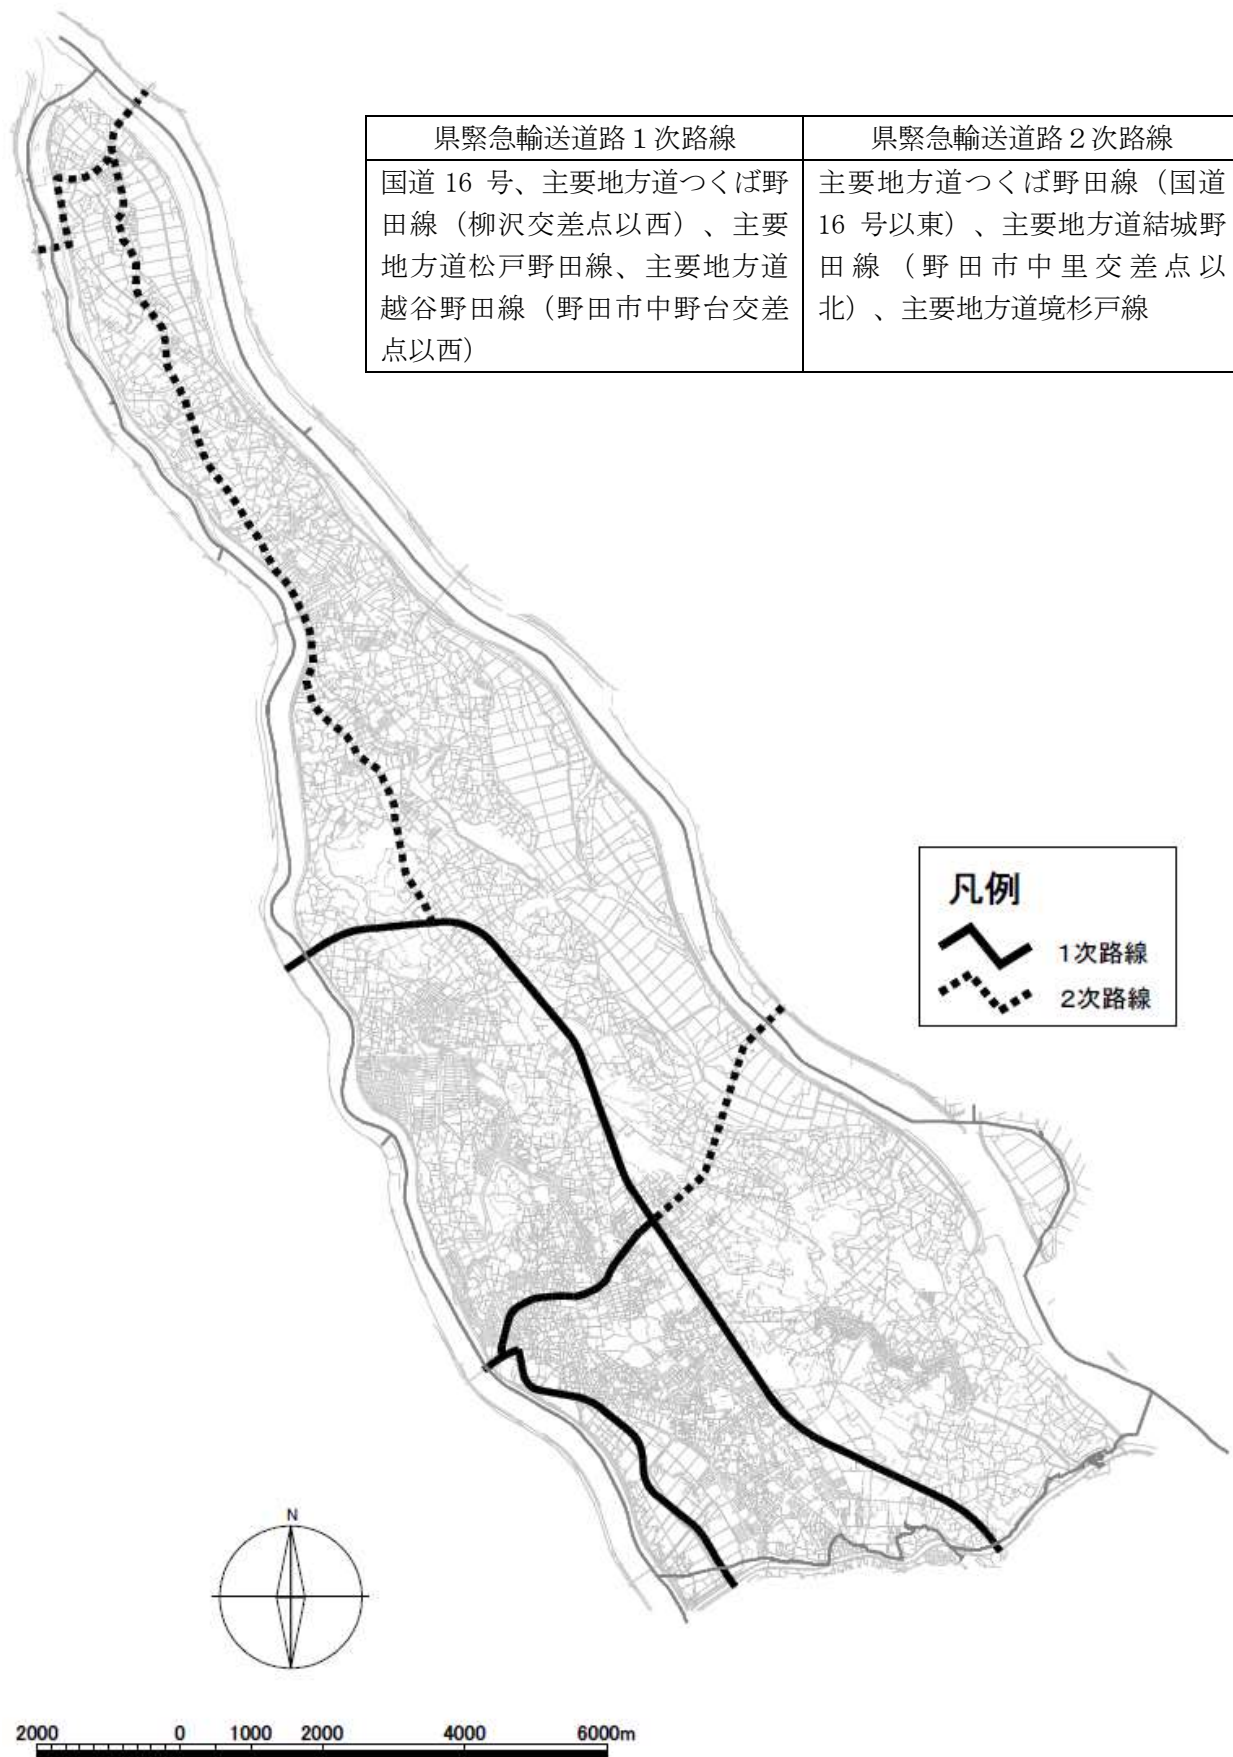 県緊急輸送道路１次路線
県緊急輸送道路２次路線
国道 16 号、主要地方道つくば野
田線（柳沢交差点以西）、主要
地方道松戸野田線、主要地方道
越谷野田線（野田市中野台交差
点以西）
主要地方道つくば野田線（国道
16 号以東）、主要地方道結城野
田線（野田市中里交差点以
北）、主要地方道境杉戸線
凡例
1次路線
2次路線
N
2000 0 1000 2000 4000 6000m